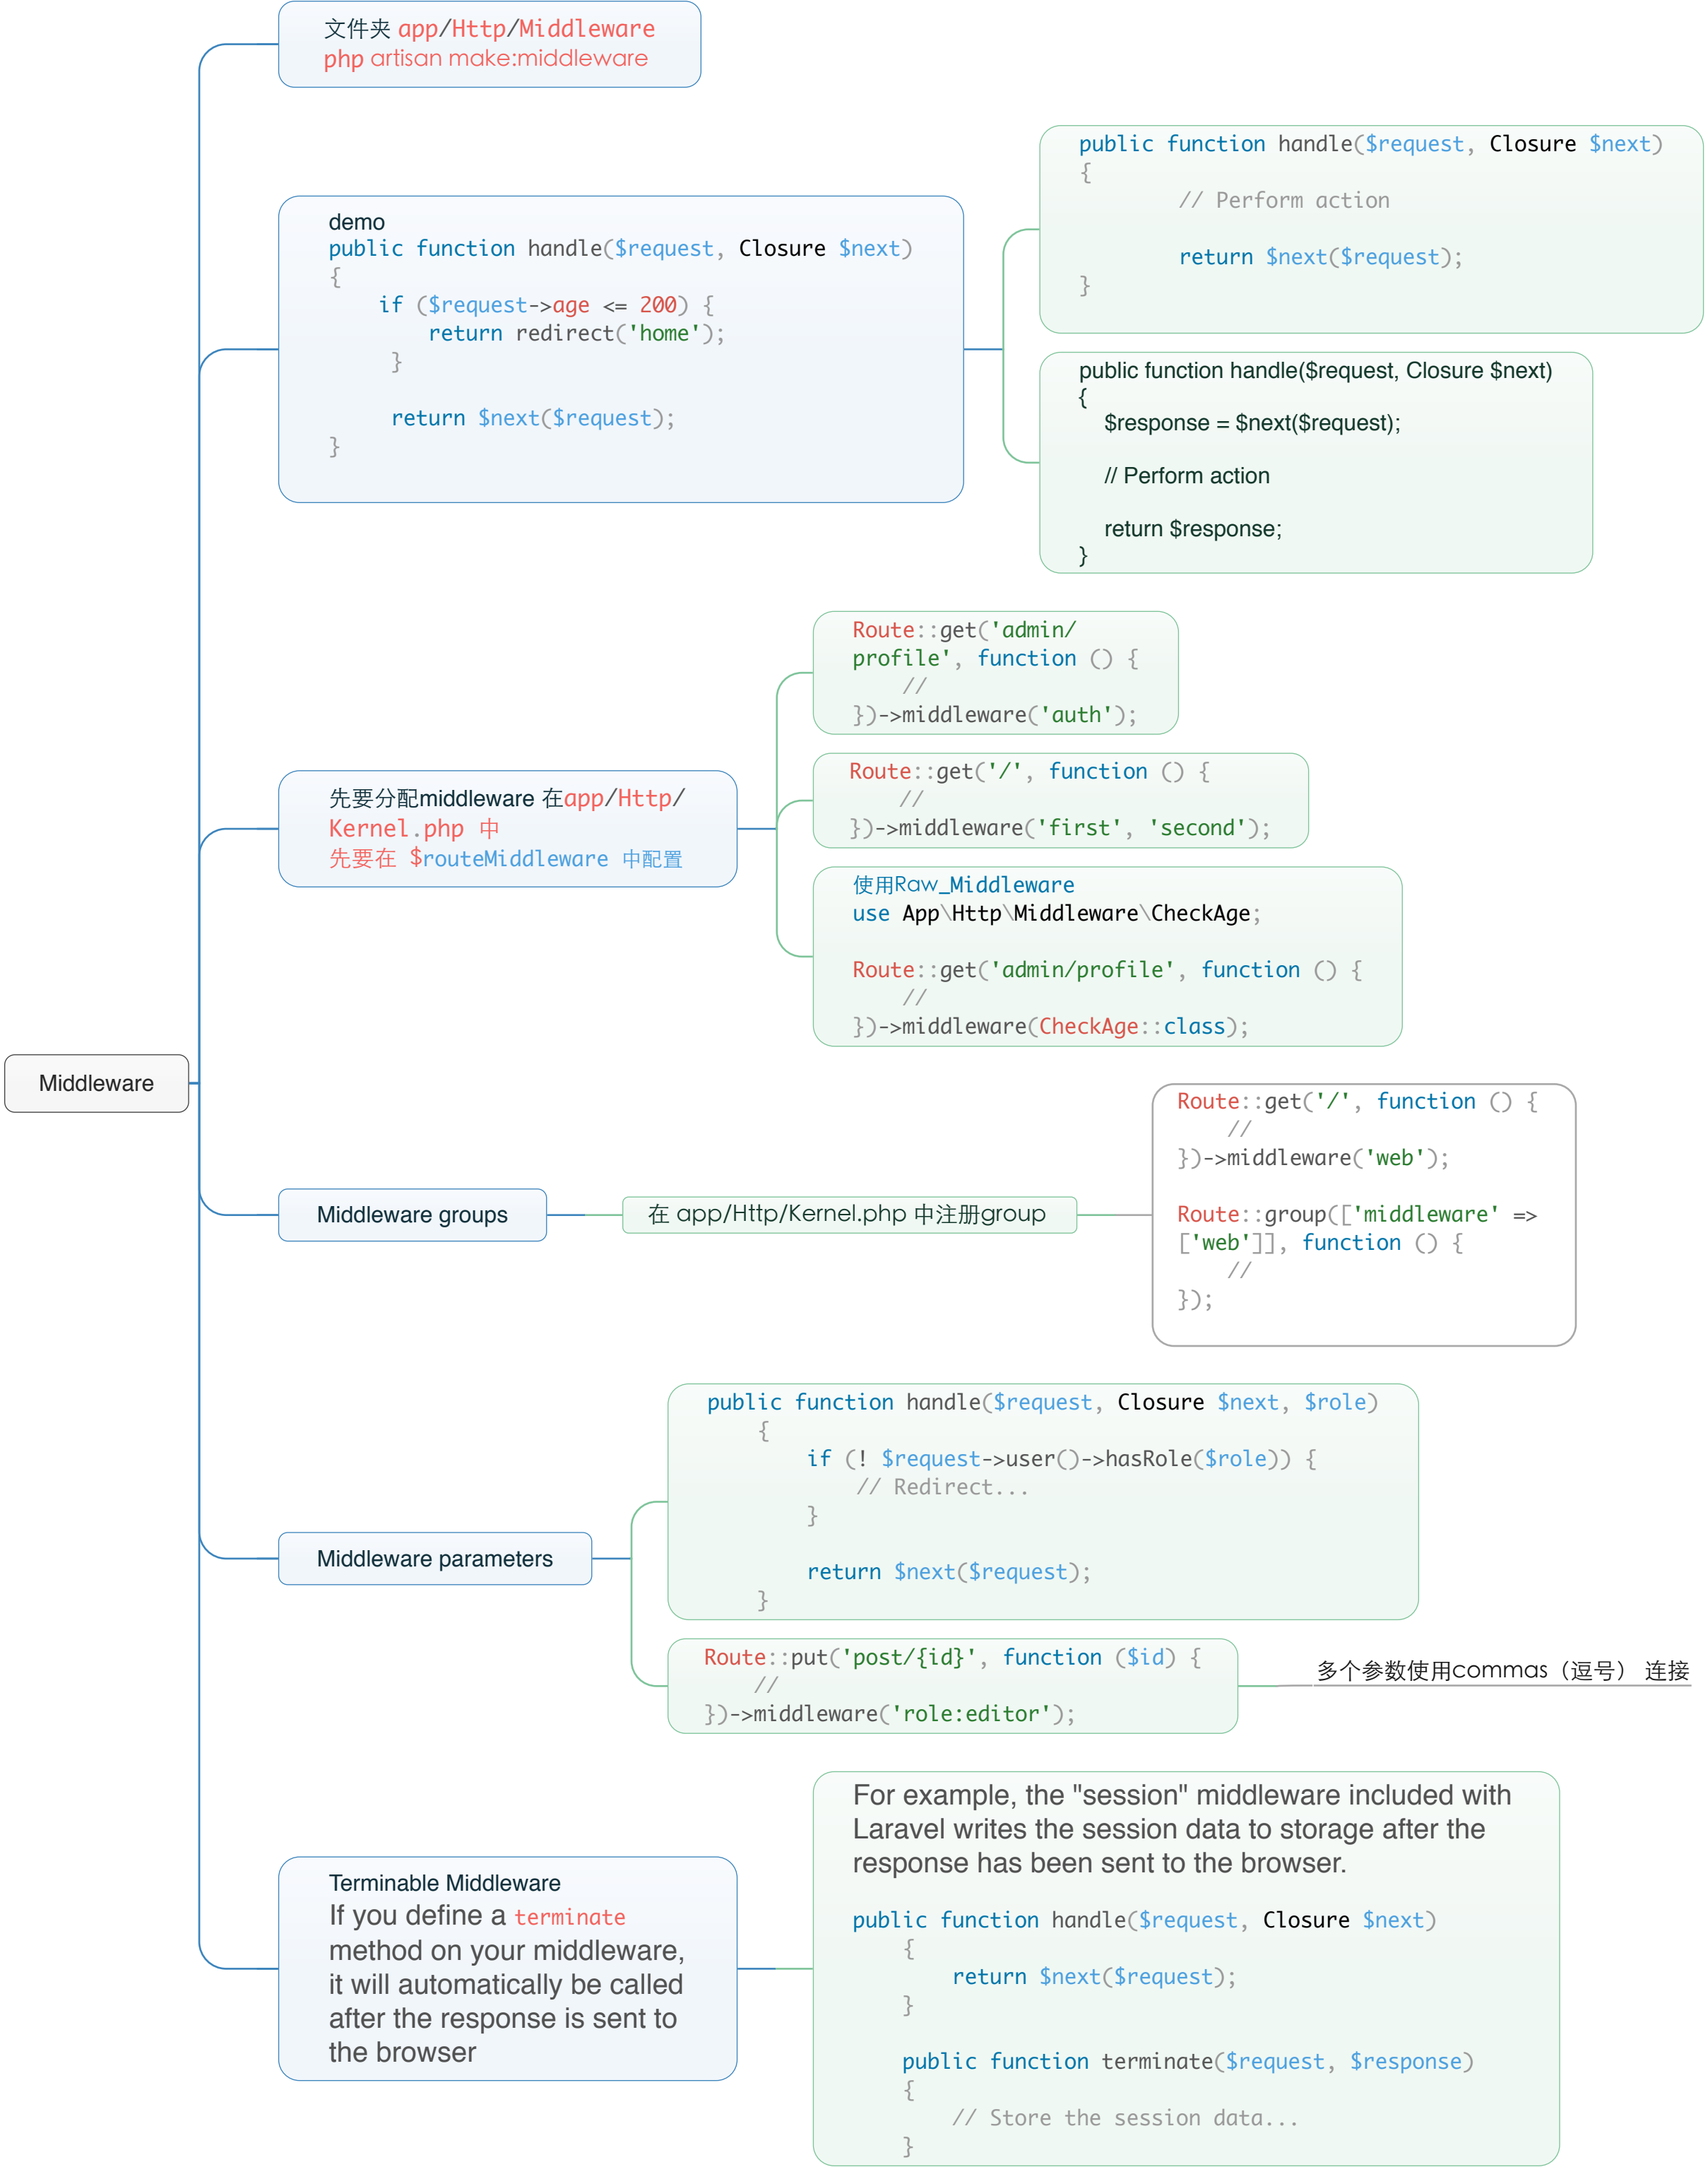 Middleware
文件夹 app/Http/Middleware
php artisan make:middleware
demo
public function handle($request, Closure $next)
{
    if ($request->age <= 200) {
        return redirect('home');
     }

     return $next($request);
}
public function handle($request, Closure $next)
{
        // Perform action

        return $next($request);
}
public function handle($request, Closure $next)
{
    $response = $next($request);

    // Perform action

    return $response;
}
先要分配middleware 在app/Http/
Kernel.php 中
先要在 $routeMiddleware 中配置
Route::get('admin/
profile', function () {
    //
})->middleware('auth');
Route::get('/', function () {
    //
})->middleware('first', 'second');
使用Raw_Middleware
use App\Http\Middleware\CheckAge;

Route::get('admin/profile', function () {
    //
})->middleware(CheckAge::class);
Middleware groups
在 app/Http/Kernel.php 中注册group
Route::get('/', function () {
    //
})->middleware('web');

Route::group(['middleware' =>
['web']], function () {
    //
});
Middleware parameters
public function handle($request, Closure $next, $role)
    {
        if (! $request->user()->hasRole($role)) {
            // Redirect...
        }

        return $next($request);
    }
Route::put('post/{id}', function ($id) {
    //
})->middleware('role:editor');
多个参数使用commas（逗号） 连接
Terminable Middleware
If you define a terminate
method on your middleware,
it will automatically be called
after the response is sent to
the browser
For example, the "session" middleware included with
Laravel writes the session data to storage after the
response has been sent to the browser.

public function handle($request, Closure $next)
    {
        return $next($request);
    }

    public function terminate($request, $response)
    {
        // Store the session data...
    }